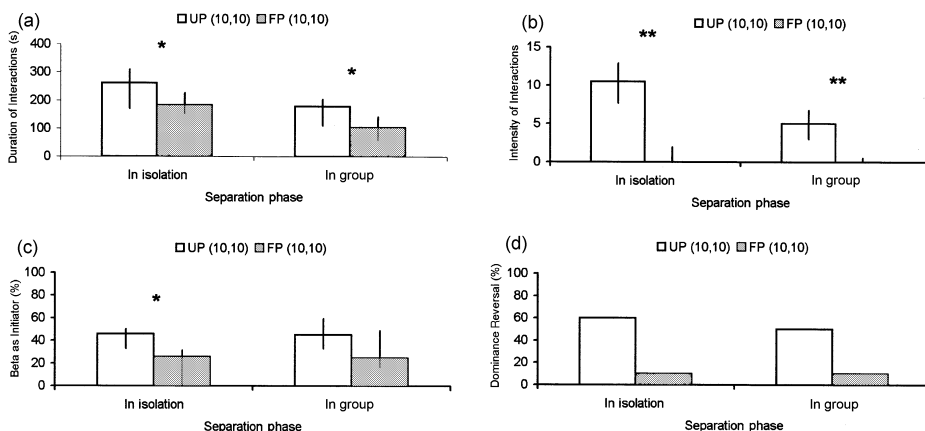 (a)
UP (10,10) FP (10,10)
Duration of Interactions (s)
400
300
200
100
0
*
*
In isolation
In group
Separation phase
(b)
UP (10,10) FP (10,10)
Intensity of Interactions
15
10
5
0
**
**
In isolation
In group
Separation phase
(c)
UP (10,10) FP (10,10)
Beta as Initiator (%)
100
80
60
40
20
0
*
In isolation
In group
Separation phase
(d)
UP (10,10) FP (10,10)
Dominance Reversal (%)
100
80
60
40
20
0
In isolation
In group
Separation phase